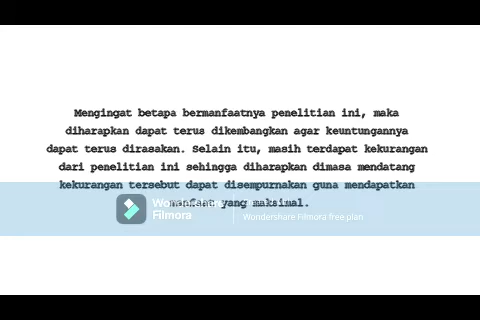 Mengingat betapa bermanfaatnya penelitian ini, maka
diharapkan dapat terus dikembangkan agar keuntungannya
dapat terus dirasakan. Selain itu, masih terdapat kekurangan
dari penelitian ini sehingga diharapkan dimasa mendatang
kekurangan tersebut dapat disempurnakan guna mendapatkan
manfaat yang maksimal.
Wondershare
Filmora
Wondershare Filmora free plan